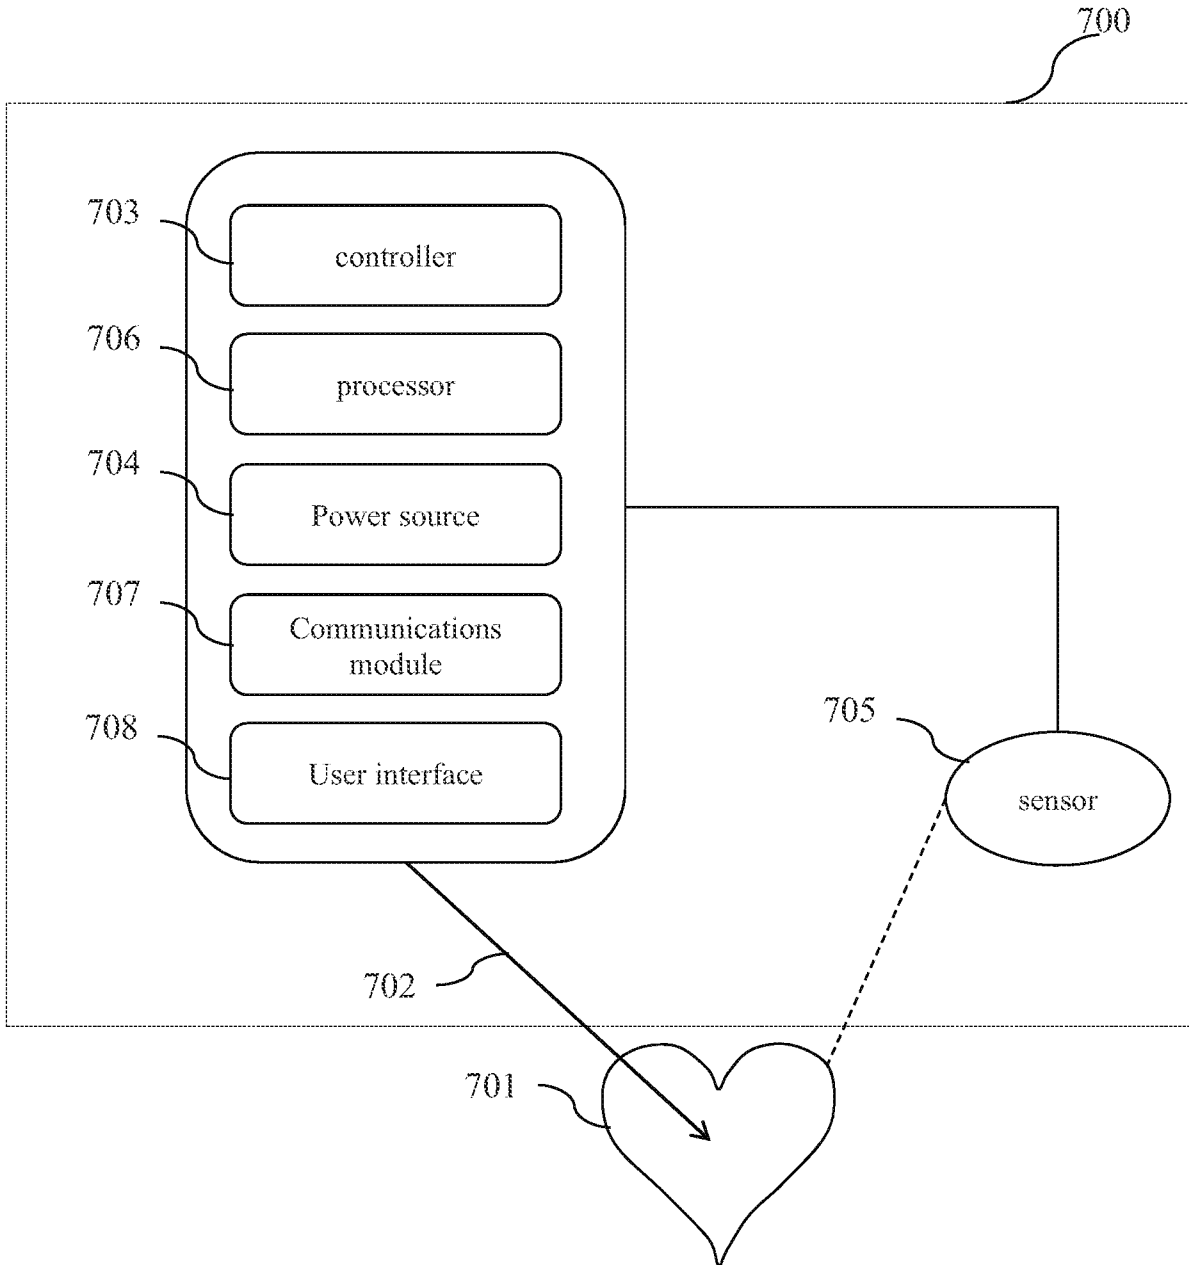 700
703
controller
706
processor
704
Power source
707
Communications
module
708
User interface
705
sensor
702
701